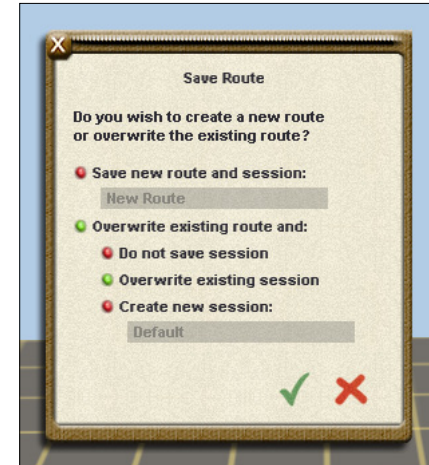 Save Route
Do you wish to create a new route
or overwrite the existing route?
Save new route and session:
New Route
Overwrite existing route and:
Do not save session
Overwrite existing session
Create new session:
Default